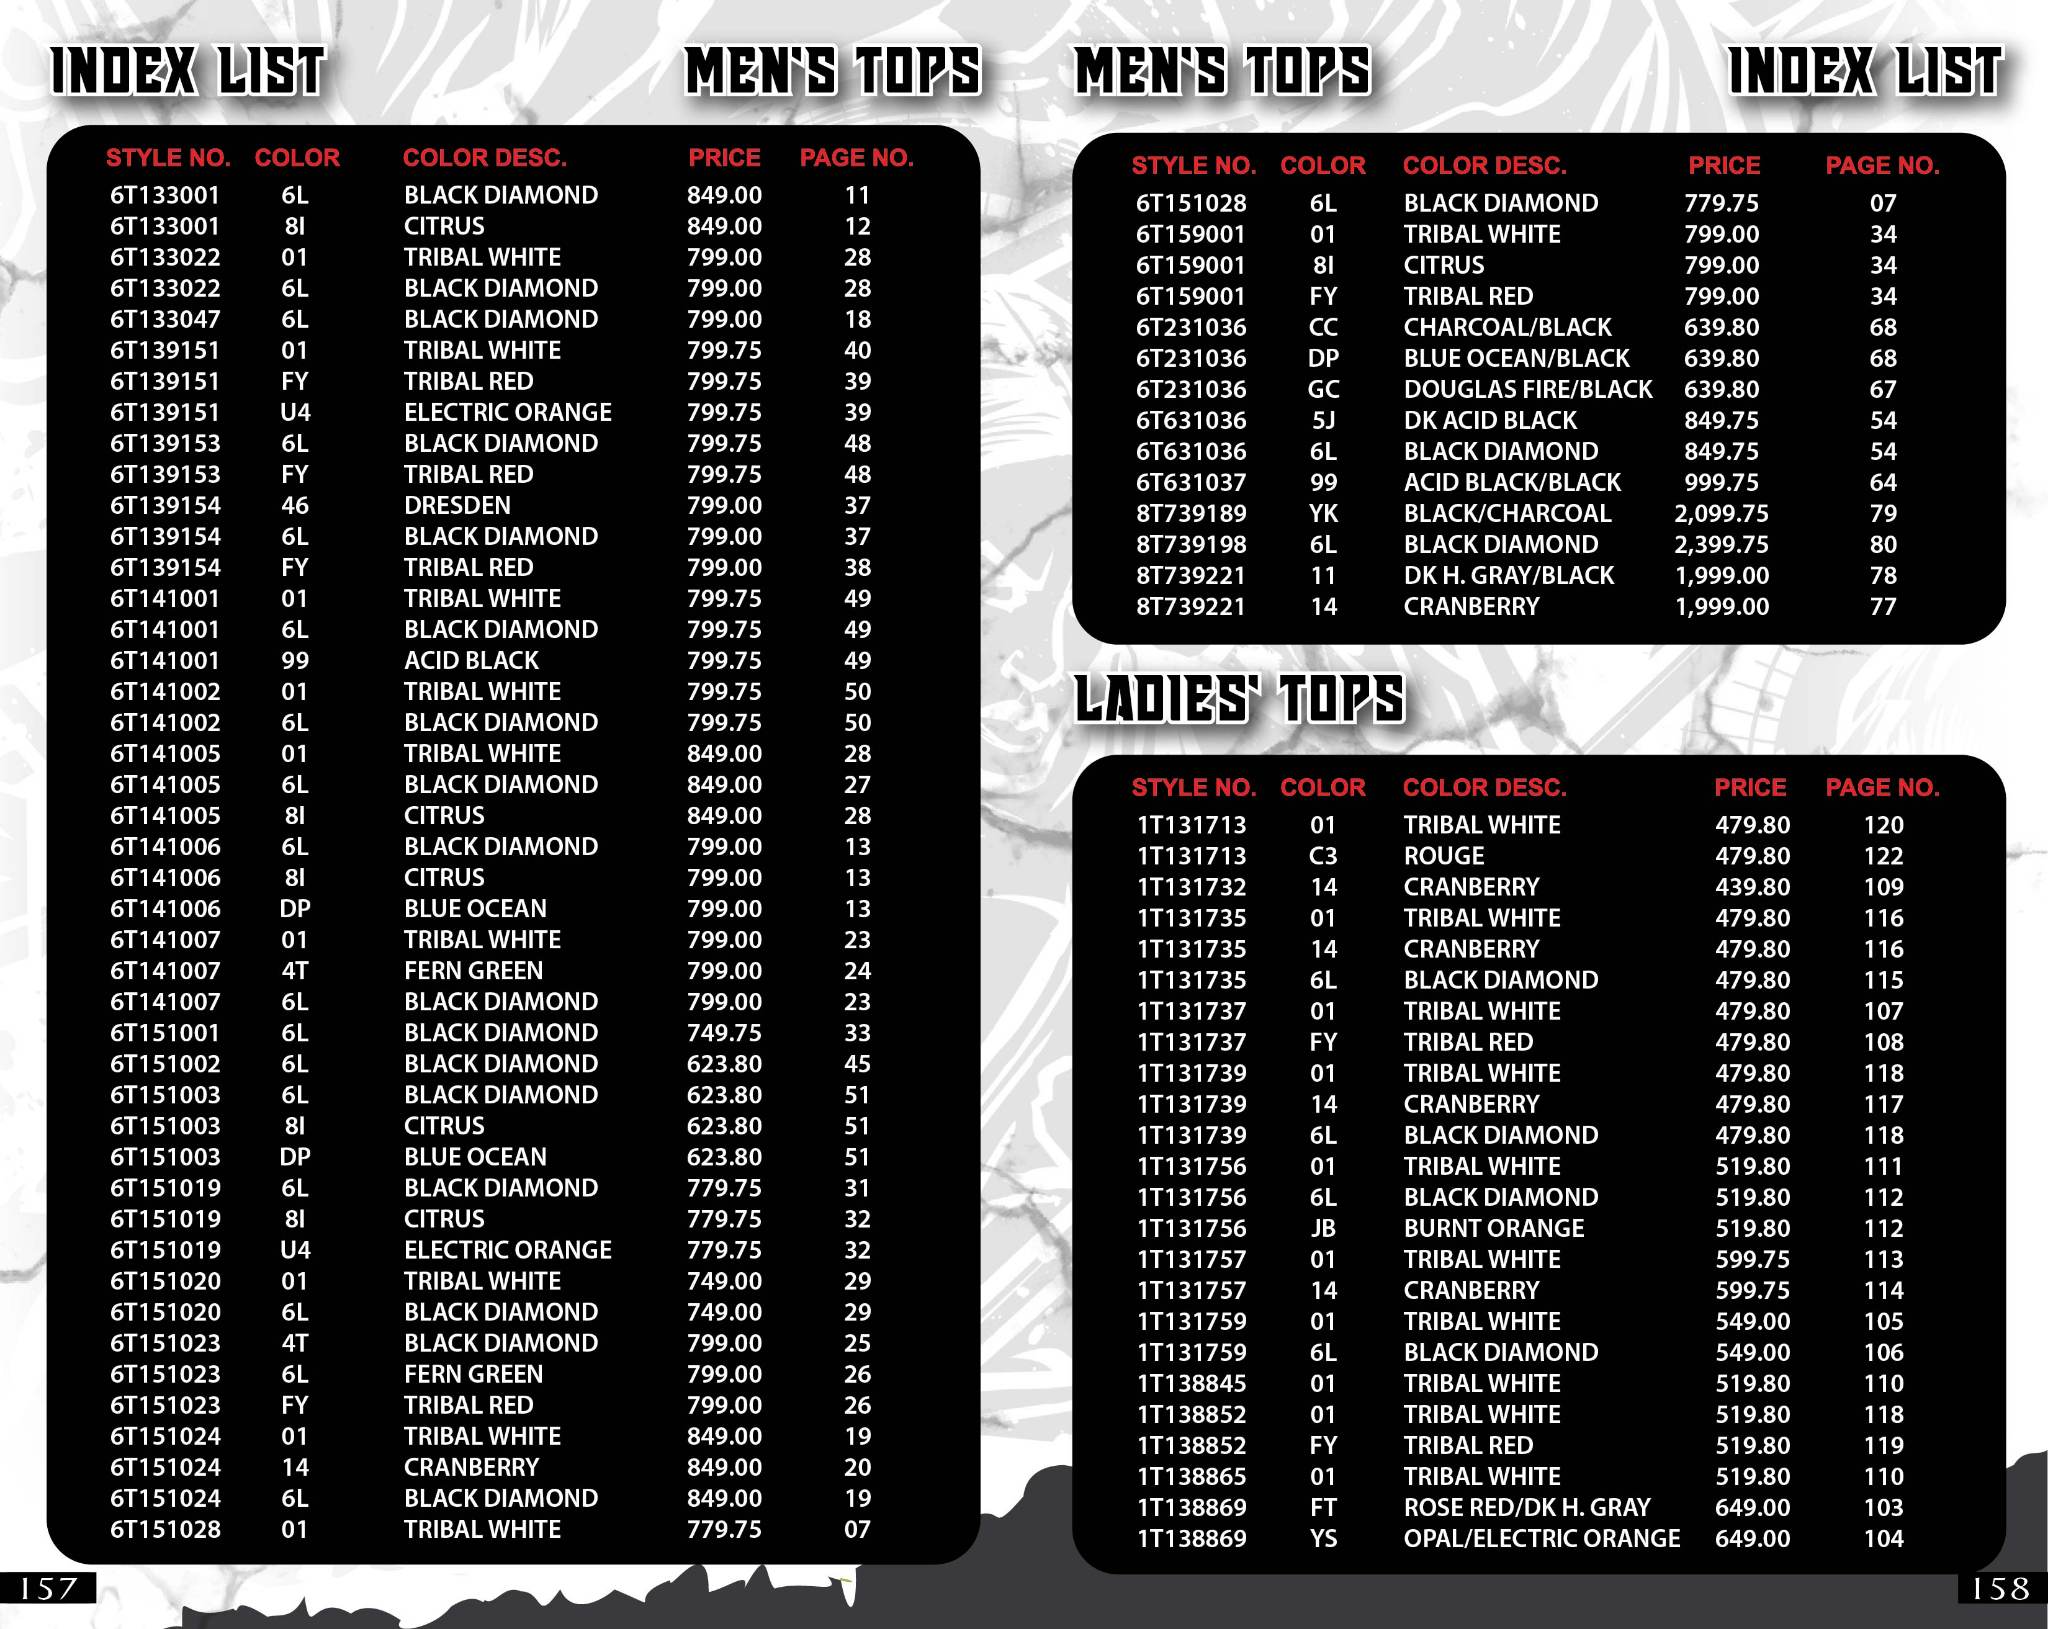 INDEX LIST MEN'S TOPS
STYLE NO. COLOR COLOR DESC. PRICE PAGE NO.
6T133001 6L BLACK DIAMOND 849.00 11
6T133001 8I CITRUS 849.00 12
6T133022 01 TRIBAL WHITE 799.00 28
6T133022 6L BLACK DIAMOND 799.00 28
6T133047 6L BLACK DIAMOND 799.00 18
6T139151 01 TRIBAL WHITE 799.75 40
6T139151 FY TRIBAL RED 799.75 39
6T139151 U4 ELECTRIC ORANGE 799.75 39
6T139153 6L BLACK DIAMOND 799.75 48
6T139153 FY TRIBAL RED 799.75 48
6T139154 46 DRESDEN 799.00 37
6T139154 6L BLACK DIAMOND 799.00 37
6T139154 FY TRIBAL RED 799.00 38
6T141001 01 TRIBAL WHITE 799.75 49
6T141001 6L BLACK DIAMOND 799.75 49
6T141001 99 ACID BLACK 799.75 49
6T141002 01 TRIBAL WHITE 799.75 50
6T141002 6L BLACK DIAMOND 799.75 50
6T141005 01 TRIBAL WHITE 849.00 28
6T141005 6L BLACK DIAMOND 849.00 27
6T141005 8I CITRUS 849.00 28
6T141006 6L BLACK DIAMOND 799.00 13
6T141006 8I CITRUS 799.00 13
6T141006 DP BLUE OCEAN 799.00 13
6T141007 01 TRIBAL WHITE 799.00 23
6T141007 4T FERN GREEN 799.00 24
6T141007 6L BLACK DIAMOND 799.00 23
6T151001 6L BLACK DIAMOND 749.75 33
6T151002 6L BLACK DIAMOND 623.80 45
6T151003 6L BLACK DIAMOND 623.80 51
6T151003 8I CITRUS 623.80 51
6T151003 DP BLUE OCEAN 623.80 51
6T151019 6L BLACK DIAMOND 779.75 31
6T151019 8I CITRUS 779.75 32
6T151019 U4 ELECTRIC ORANGE 779.75 32
6T151020 01 TRIBAL WHITE 749.00 29
6T151020 6L BLACK DIAMOND 749.00 29
6T151023 4T BLACK DIAMOND 799.00 25
6T151023 6L FERN GREEN 799.00 26
6T151023 FY TRIBAL RED 799.00 26
6T151024 01 TRIBAL WHITE 849.00 19
6T151024 14 CRANBERRY 849.00 20
6T151024 6L BLACK DIAMOND 849.00 19
6T151028 01 TRIBAL WHITE 779.75 07
157
MEN'S TOPS INDEX LIST
STYLE NO. COLOR COLOR DESC. PRICE PAGE NO.
6T151028 6L BLACK DIAMOND 779.75 07
6T159001 01 TRIBAL WHITE 799.00 34
6T159001 8I CITRUS 799.00 34
6T159001 FY TRIBAL RED 799.00 34
6T231036 CC CHARCOAL/BLACK 639.80 68
6T231036 DP BLUE OCEAN/BLACK 639.80 68
6T231036 GC DOUGLAS FIRE/BLACK 639.80 67
6T631036 5J DK ACID BLACK 849.75 54
6T631036 6L BLACK DIAMOND 849.75 54
6T631037 99 ACID BLACK/BLACK 999.75 64
8T739189 YK BLACK/CHARCOAL 2,099.75 79
8T739198 6L BLACK DIAMOND 2,399.75 80
8T739221 11 DK H. GRAY/BLACK 1,999.00 78
8T739221 14 CRANBERRY 1,999.00 77
LADIES' TOPS
STYLE NO. COLOR COLOR DESC. PRICE PAGE NO.
1T131713 01 TRIBAL WHITE 479.80 120
1T131713 C3 ROUGE 479.80 122
1T131732 14 CRANBERRY 439.80 109
1T131735 01 TRIBAL WHITE 479.80 116
1T131735 14 CRANBERRY 479.80 116
1T131735 6L BLACK DIAMOND 479.80 115
1T131737 01 TRIBAL WHITE 479.80 107
1T131737 FY TRIBAL RED 479.80 108
1T131739 01 TRIBAL WHITE 479.80 118
1T131739 14 CRANBERRY 479.80 117
1T131739 6L BLACK DIAMOND 479.80 118
1T131756 01 TRIBAL WHITE 519.80 111
1T131756 6L BLACK DIAMOND 519.80 112
1T131756 JB BURNT ORANGE 519.80 112
1T131757 01 TRIBAL WHITE 599.75 113
1T131757 14 CRANBERRY 599.75 114
1T131759 01 TRIBAL WHITE 549.00 105
1T131759 6L BLACK DIAMOND 549.00 106
1T138845 01 TRIBAL WHITE 519.80 110
1T138852 01 TRIBAL WHITE 519.80 118
1T138852 FY TRIBAL RED 519.80 119
1T138865 01 TRIBAL WHITE 519.80 110
1T138869 FT ROSE RED/DK H. GRAY 649.00 103
1T138869 YS OPAL/ELECTRIC ORANGE 649.00 104
158